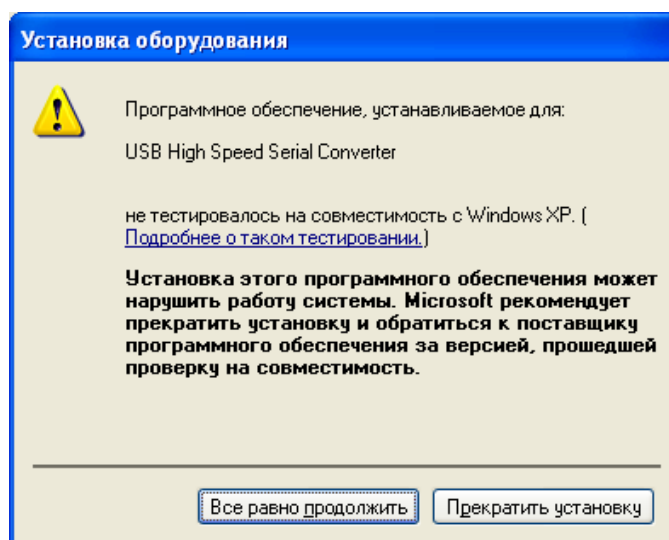 Установка оборудования
Программное обеспечение, устанавливаемое для:
USB High Speed Serial Converter
не тестировалось на совместимость с Windows XP. (
Подробнее о таком тестировании.)
Установка этого программного обеспечения может
нарушить работу системы. Microsoft рекомендует
прекратить установку и обратиться к поставщику
программного обеспечения за версией, прошедшей
проверку на совместимость.
Все равно продолжить
Прекратить установку